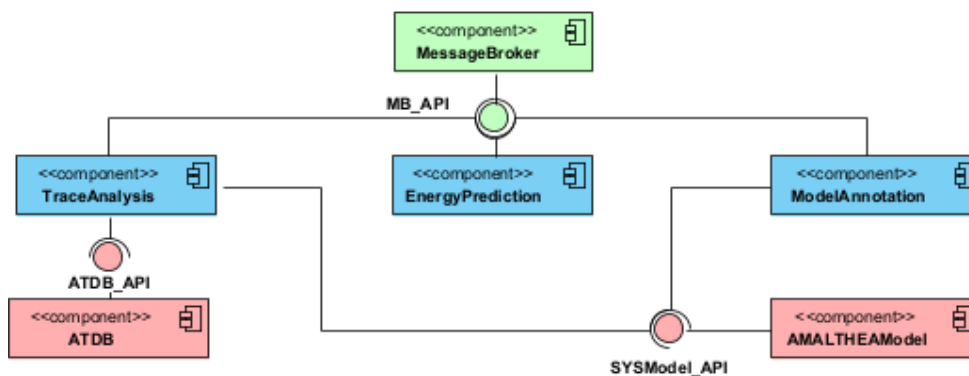 <<component>>
MessageBroker
MB_API
<<component>>
TraceAnalysis
<<component>>
EnergyPrediction
<<component>>
ModelAnnotation
ATDB_API
<<component>>
ATDB
<<component>>
AMALTHEAModel
SYSModel_API